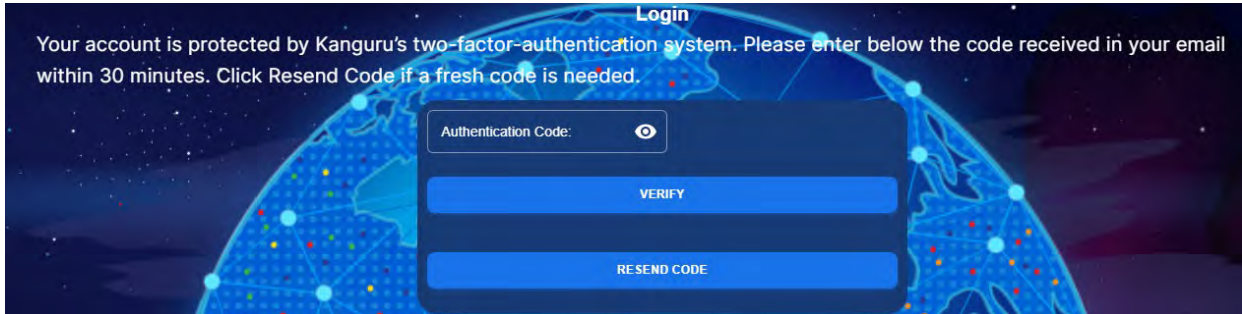 Login
Your account is protected by Kanguru's two-factor-authentication system. Please enter below the code received in your email
within 30 minutes. Click Resend Code if a fresh code is needed.
Authentication Code:
VERIFY
RESEND CODE